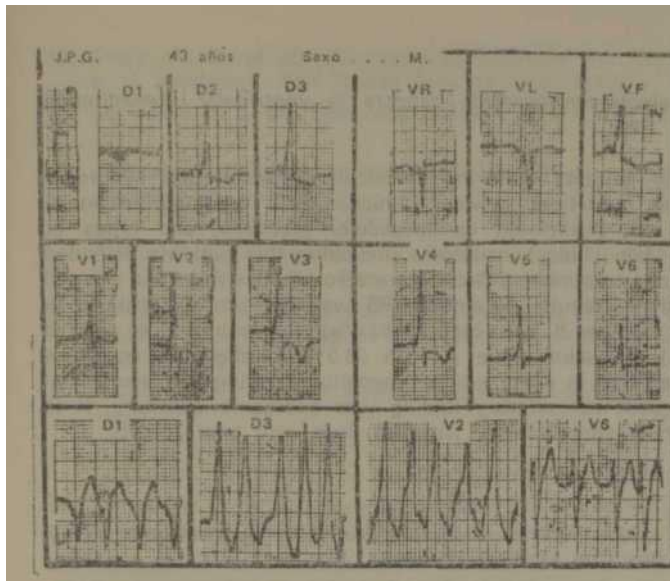 J.P.G. 43 años Sexo . . . . M.
D1 D2 D3 VR VL VF
V1 V2 V3 V4 V5 V6
D1 D3 V2 V6